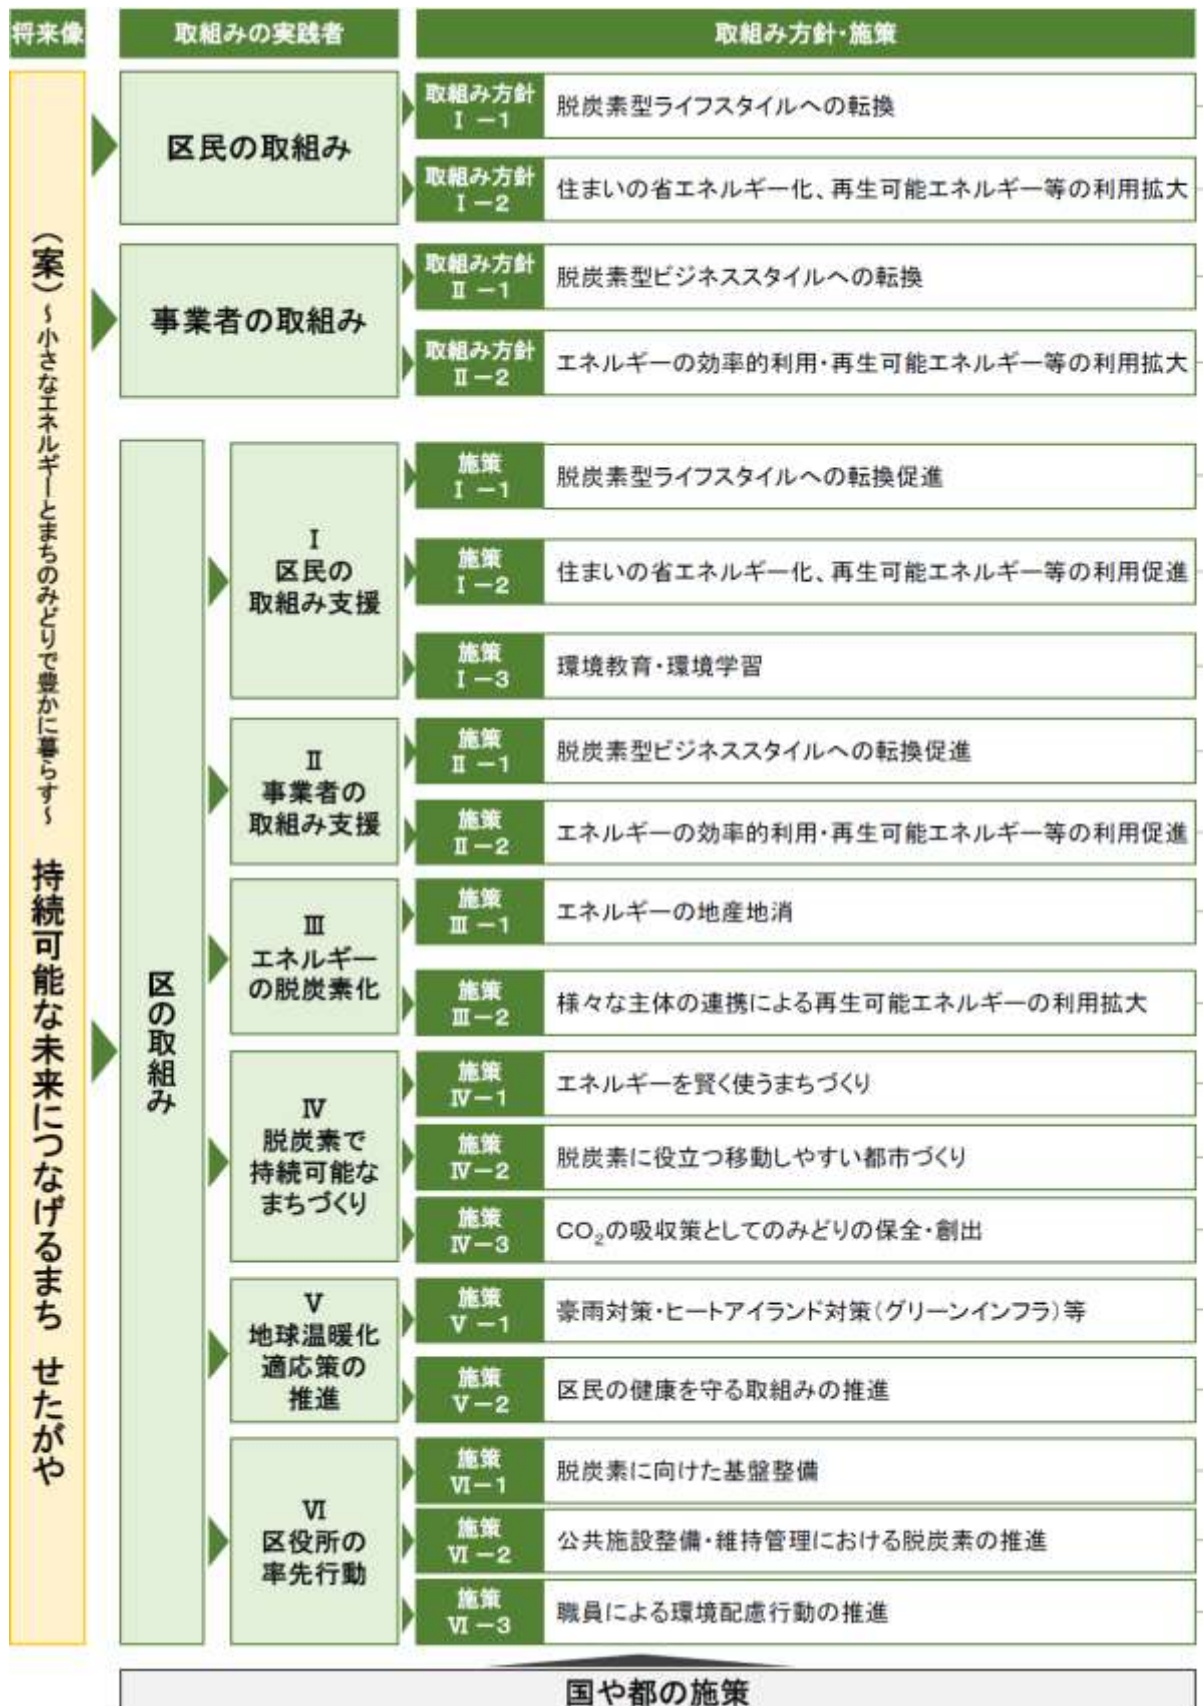 将来像
取組みの実践者
取組み方針・施策
(案)～小さなエネルギーとまちのみどりで豊かに暮らす～ 持続可能な未来につなげるまち せたがや
区民の取組み
取組み方針
Ⅰ－1
脱炭素型ライフスタイルへの転換
取組み方針
Ⅰ－2
住まいの省エネルギー化、再生可能エネルギー等の利用拡大
事業者の取組み
取組み方針
Ⅱ－1
脱炭素型ビジネススタイルへの転換
取組み方針
Ⅱ－2
エネルギーの効率的利用・再生可能エネルギー等の利用拡大
区の取組み
Ⅰ
区民の
取組み支援
施策
Ⅰ－1
脱炭素型ライフスタイルへの転換促進
施策
Ⅰ－2
住まいの省エネルギー化、再生可能エネルギー等の利用促進
施策
Ⅰ－3
環境教育・環境学習
Ⅱ
事業者の
取組み支援
施策
Ⅱ－1
脱炭素型ビジネススタイルへの転換促進
施策
Ⅱ－2
エネルギーの効率的利用・再生可能エネルギー等の利用促進
Ⅲ
エネルギー
の脱炭素化
施策
Ⅲ－1
エネルギーの地産地消
施策
Ⅲ－2
様々な主体の連携による再生可能エネルギーの利用拡大
Ⅳ
脱炭素で
持続可能な
まちづくり
施策
Ⅳ－1
エネルギーを賢く使うまちづくり
施策
Ⅳ－2
脱炭素に役立つ移動しやすい都市づくり
施策
Ⅳ－3
CO₂の吸収策としてのみどりの保全・創出
Ⅴ
地球温暖化
適応策の
推進
施策
Ⅴ－1
豪雨対策・ヒートアイランド対策(グリーンインフラ)等
施策
Ⅴ－2
区民の健康を守る取組みの推進
Ⅵ
区役所の
率先行動
施策
Ⅵ－1
脱炭素に向けた基盤整備
施策
Ⅵ－2
公共施設整備・維持管理における脱炭素の推進
施策
Ⅵ－3
職員による環境配慮行動の推進
国や都の施策